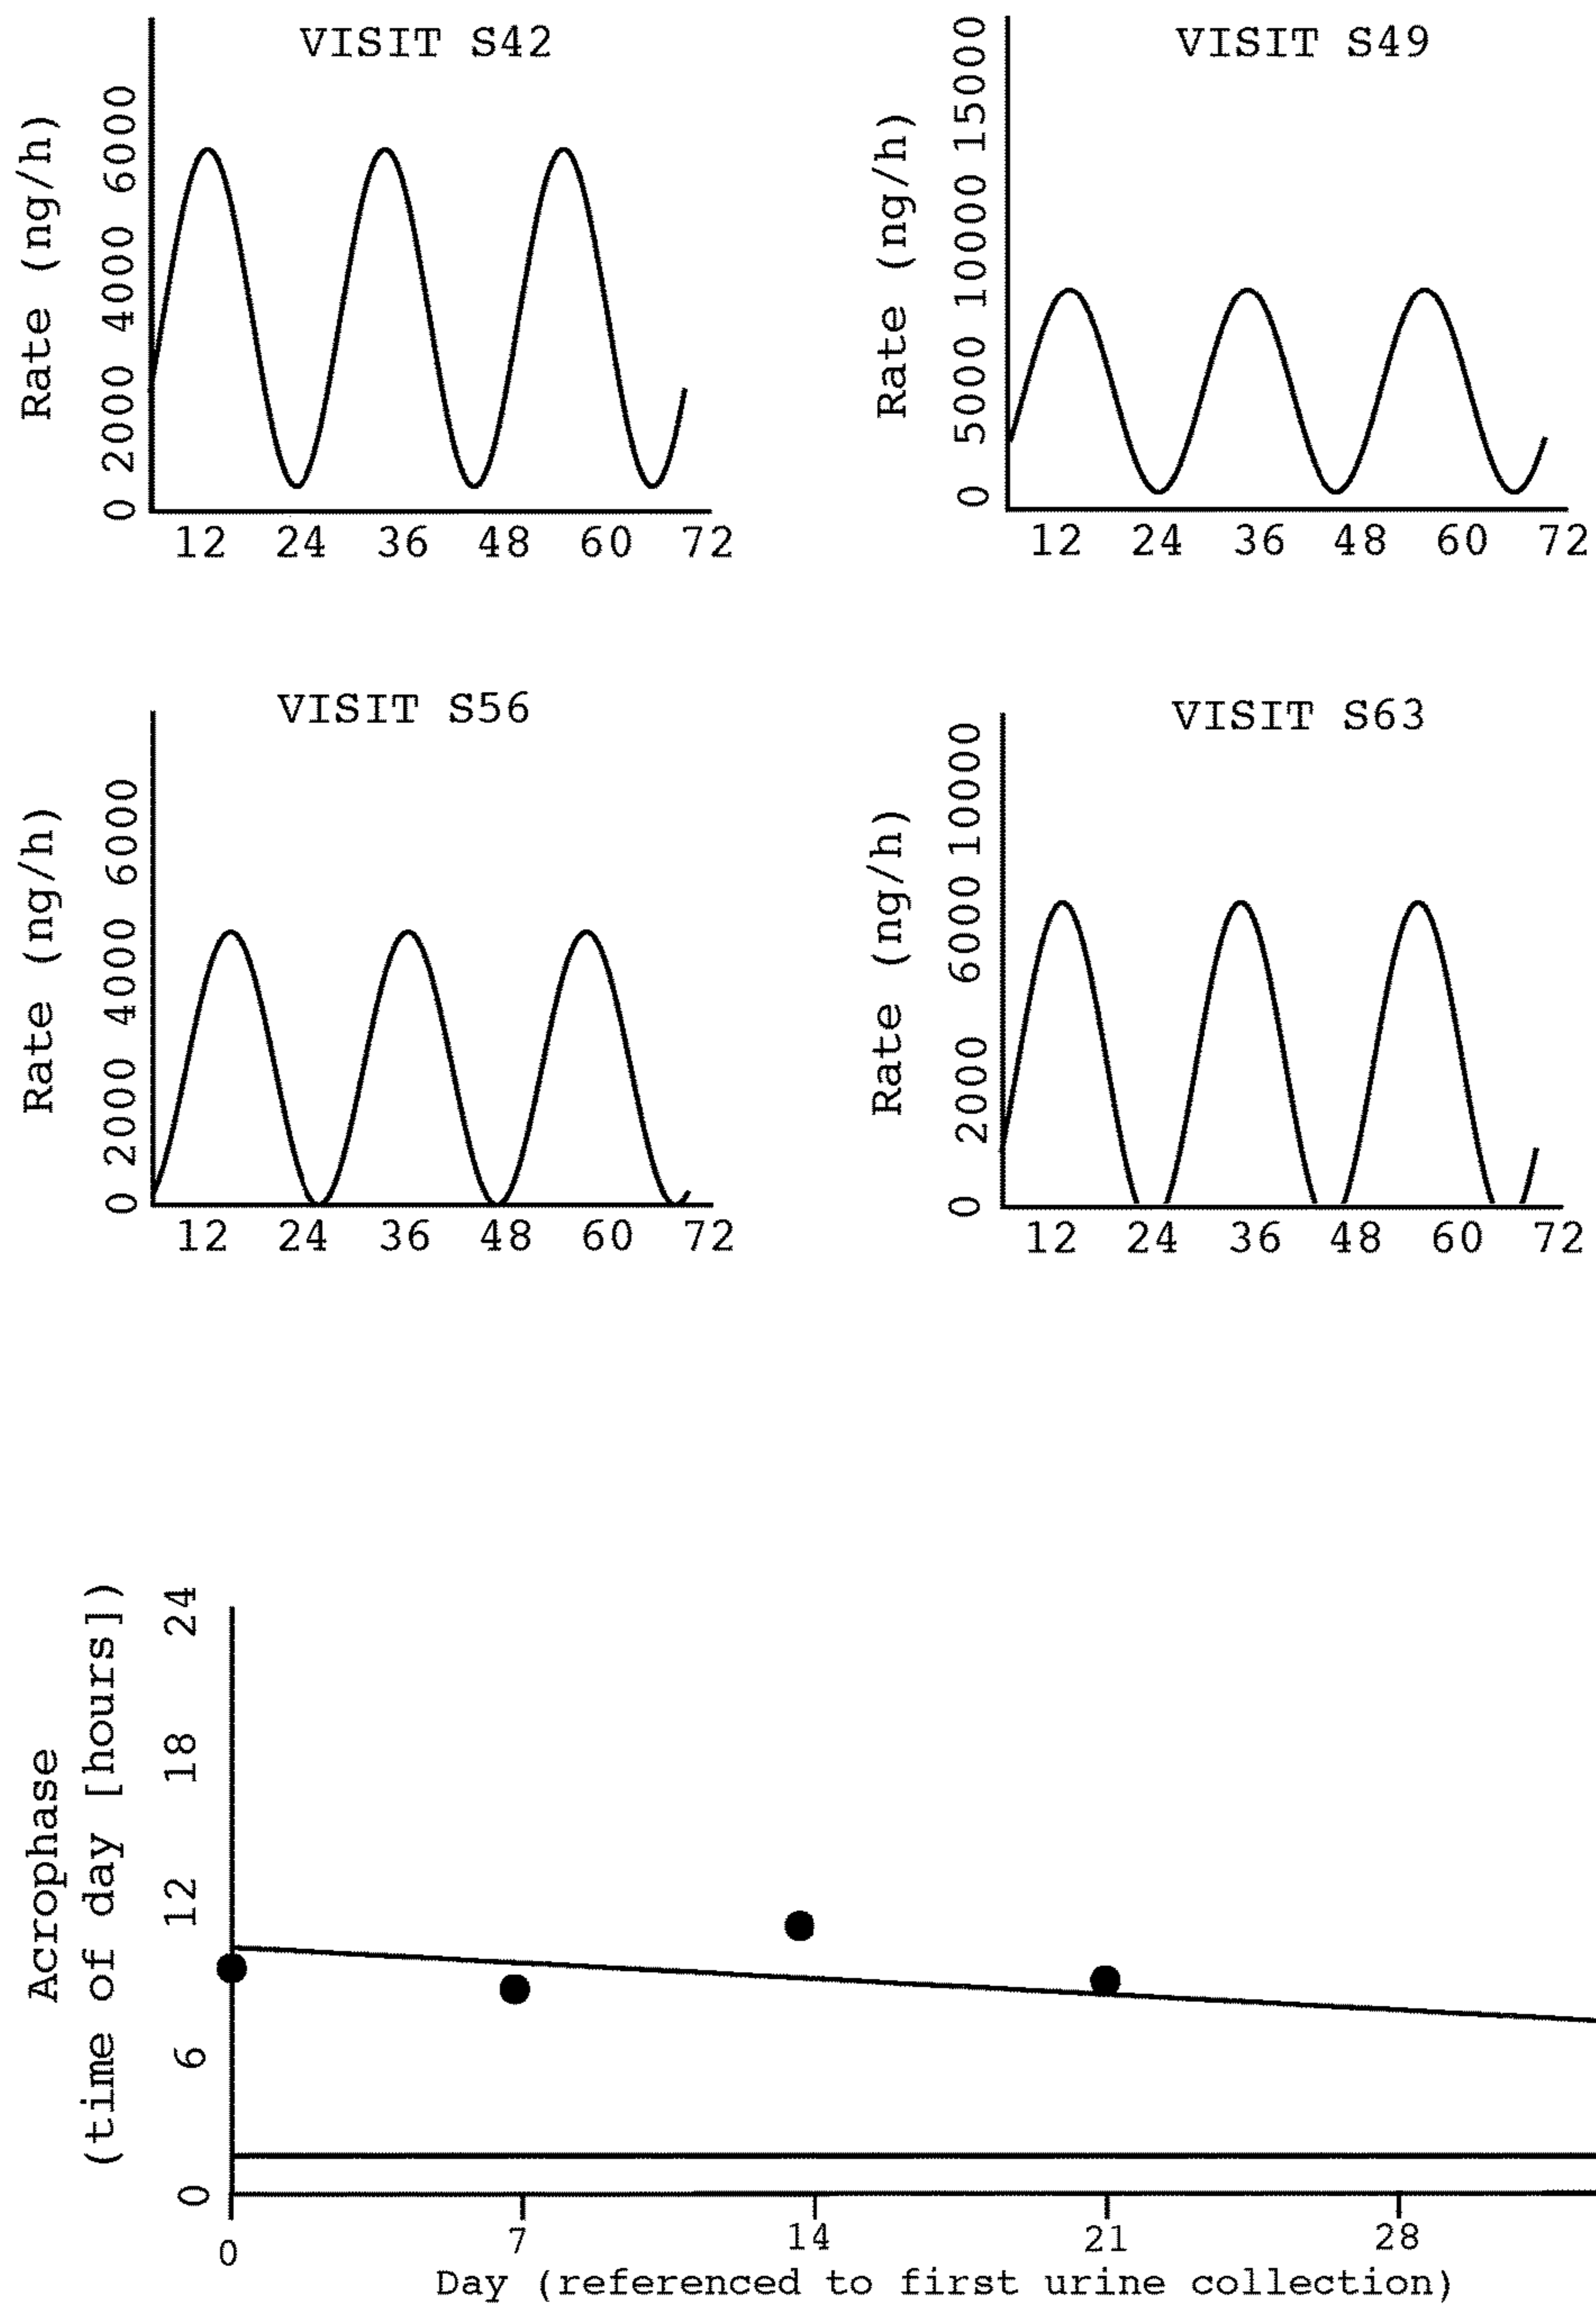 VISIT S42
Rate (ng/h)
0 2000 4000 6000
12 24 36 48 60 72
VISIT S49
Rate (ng/h)
0 5000 10000 15000
12 24 36 48 60 72
VISIT S56
Rate (ng/h)
0 2000 4000 6000
12 24 36 48 60 72
VISIT S63
Rate (ng/h)
0 2000 6000 10000
12 24 36 48 60 72
Acrophase
(time of day [hours])
0 6 12 18 24
0 7 14 21 28
Day (referenced to first urine collection)